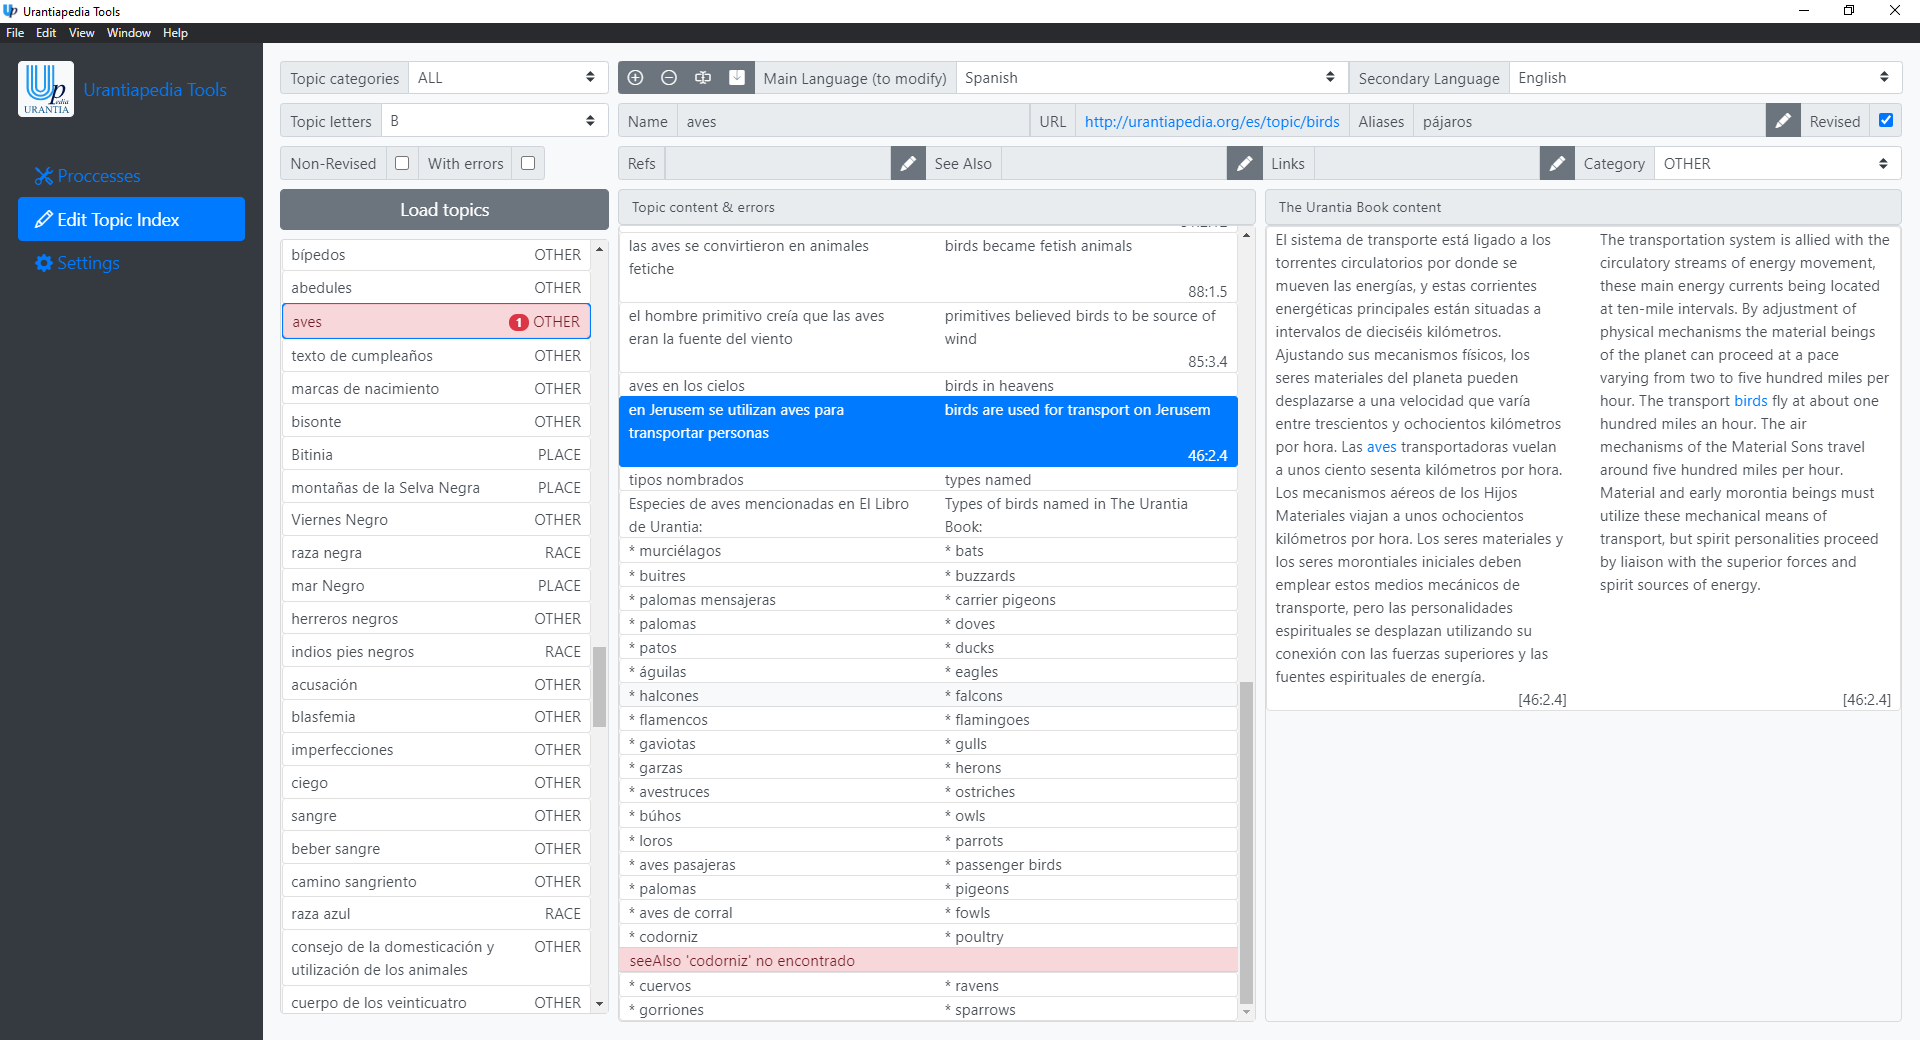 Urantiapedia Tools
File Edit View Window Help
Up
pedia
URANTIA
Urantiapedia Tools
Proccesses
Edit Topic Index
Settings
Topic categories ALL
Topic letters B
Non-Revised With errors
Load topics
bípedos OTHER
abedules OTHER
aves 1 OTHER
texto de cumpleaños OTHER
marcas de nacimiento OTHER
bisonte OTHER
Bitinia PLACE
montañas de la Selva Negra PLACE
Viernes Negro OTHER
raza negra RACE
mar Negro PLACE
herreros negros OTHER
indios pies negros RACE
acusación OTHER
blasfemia OTHER
imperfecciones OTHER
ciego OTHER
sangre OTHER
beber sangre OTHER
camino sangriento OTHER
raza azul RACE
consejo de la domesticación y OTHER
utilización de los animales
cuerpo de los veinticuatro OTHER
Main Language (to modify) Spanish Secondary Language English
Name aves URL http://urantiapedia.org/es/topic/birds Aliases pájaros Revised
Refs See Also Links Category OTHER
Topic content & errors
las aves se convirtieron en animales birds became fetish animals
fetiche
88:1.5
el hombre primitivo creía que las aves primitives believed birds to be source of
eran la fuente del viento wind
85:3.4
aves en los cielos birds in heavens
en Jerusem se utilizan aves para birds are used for transport on Jerusem
transportar personas
46:2.4
tipos nombrados types named
Especies de aves mencionadas en El Libro Types of birds named in The Urantia
de Urantia: Book:
* murciélagos * bats
* buitres * buzzards
* palomas mensajeras * carrier pigeons
* palomas * doves
* patos * ducks
* águilas * eagles
* halcones * falcons
* flamencos * flamingoes
* gaviotas * gulls
* garzas * herons
* avestruces * ostriches
* búhos * owls
* loros * parrots
* aves pasajeras * passenger birds
* palomas * pigeons
* aves de corral * fowls
* codorniz * poultry
seeAlso 'codorniz' no encontrado
* cuervos * ravens
* gorriones * sparrows
The Urantia Book content
El sistema de transporte está ligado a los
torrentes circulatorios por donde se
mueven las energías, y estas corrientes
energéticas principales están situadas a
intervalos de dieciséis kilómetros.
Ajustando sus mecanismos físicos, los
seres materiales del planeta pueden
desplazarse a una velocidad que varía
entre trescientos y ochocientos kilómetros
por hora. Las aves transportadoras vuelan
a unos ciento sesenta kilómetros por hora.
Los mecanismos aéreos de los Hijos
Materiales viajan a unos ochocientos
kilómetros por hora. Los seres materiales y
los seres morontiales iniciales deben
emplear estos medios mecánicos de
transporte, pero las personalidades
espirituales se desplazan utilizando su
conexión con las fuerzas superiores y las
fuentes espirituales de energía.
[46:2.4]
The transportation system is allied with the
circulatory streams of energy movement,
these main energy currents being located
at ten-mile intervals. By adjustment of
physical mechanisms the material beings
of the planet can proceed at a pace
varying from two to five hundred miles per
hour. The transport birds fly at about one
hundred miles an hour. The air
mechanisms of the Material Sons travel
around five hundred miles per hour.
Material and early morontia beings must
utilize these mechanical means of
transport, but spirit personalities proceed
by liaison with the superior forces and
spirit sources of energy.
[46:2.4]